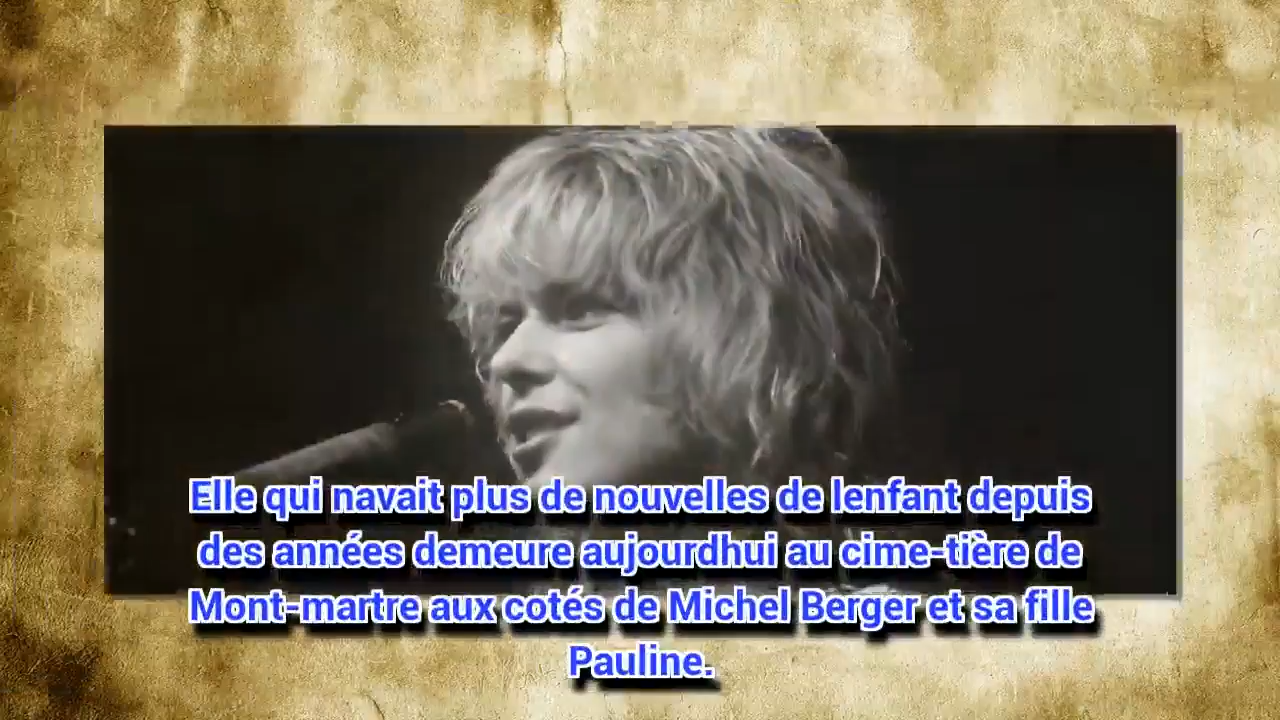 Elle qui navait plus de nouvelles de lenfant depuis
des années demeure aujourdhui au cime-tière de
Mont-martre aux cotés de Michel Berger et sa fille
Pauline.